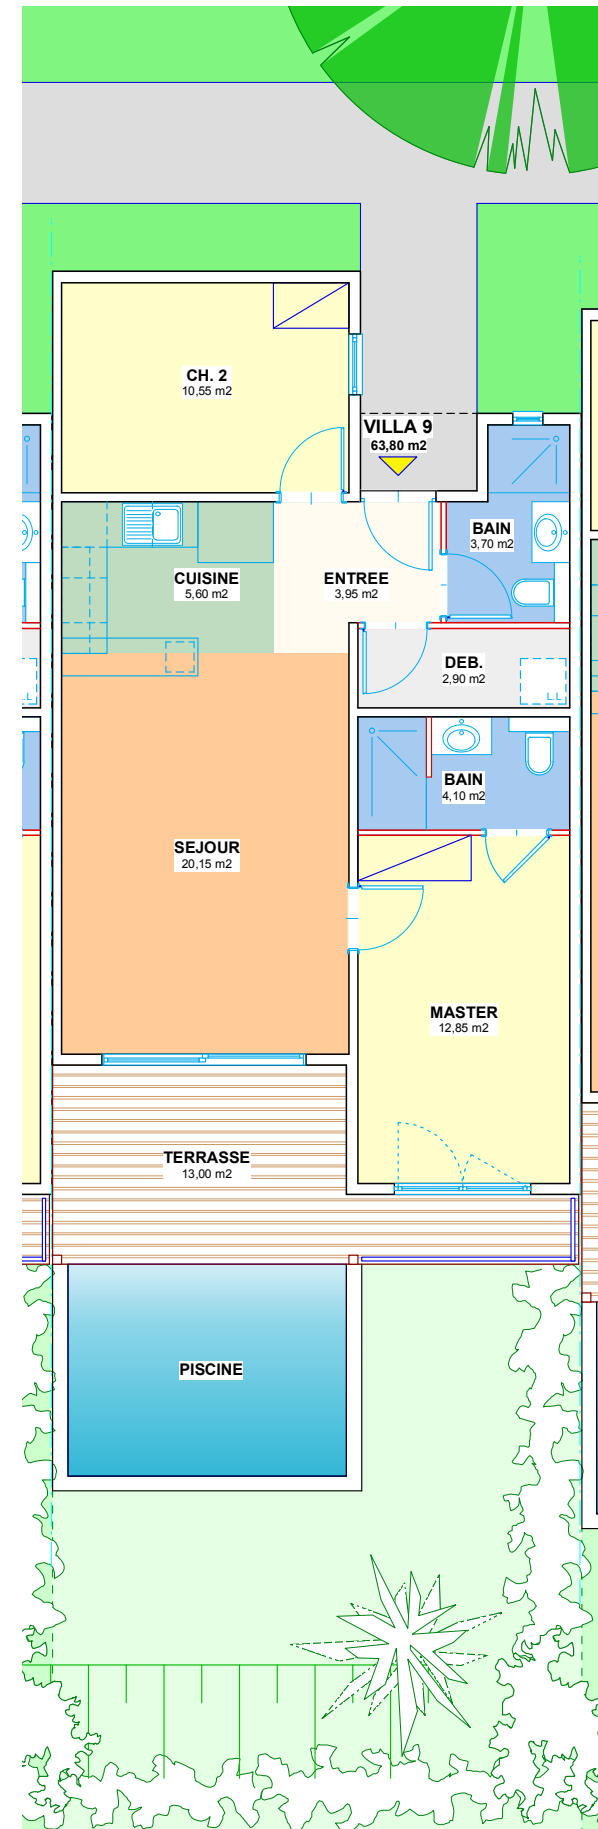 CH. 2
10,55 m2
VILLA 9
63,80 m2
BAIN
3,70 m2
CUISINE
5,60 m2
ENTREE
3,95 m2
DEB.
2,90 m2
LL
BAIN
4,10 m2
SEJOUR
20,15 m2
MASTER
12,85 m2
TERRASSE
13,00 m2
PISCINE